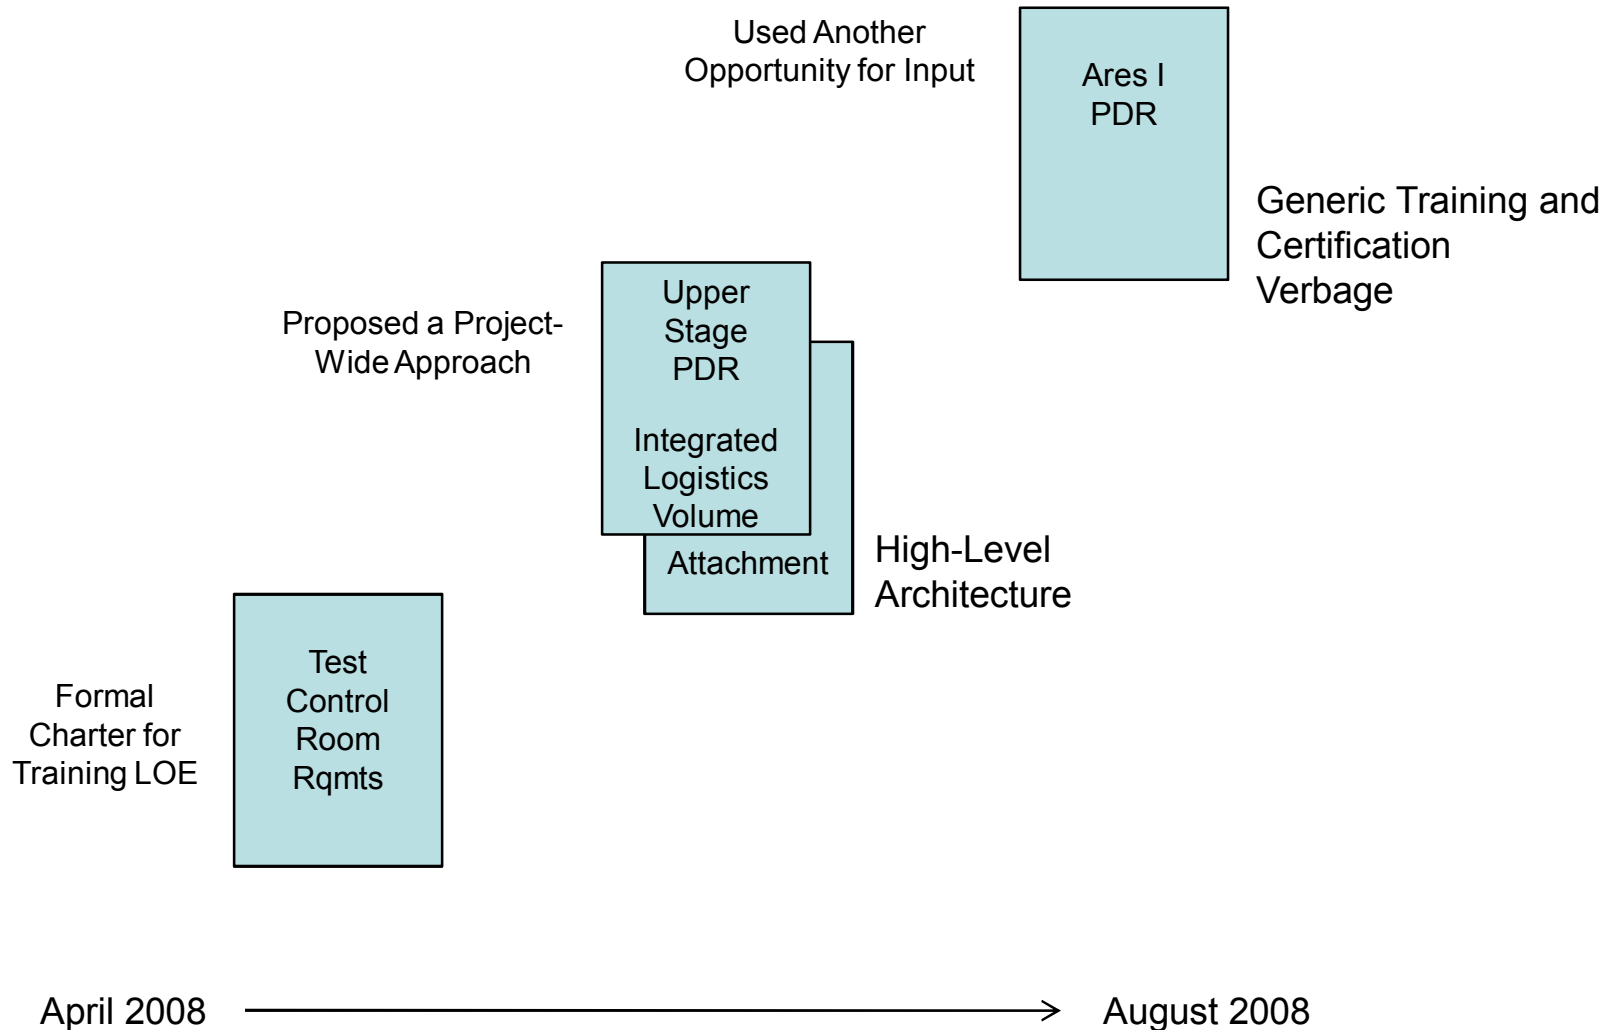 Used Another
Opportunity for Input
Ares I
PDR
Generic Training and
Certification
Verbage
Proposed a Project-
Wide Approach
Upper
Stage
PDR
Integrated
Logistics
Volume
Attachment
High-Level
Architecture
Formal
Charter for
Training LOE
Test
Control
Room
Rqmts
April 2008
August 2008